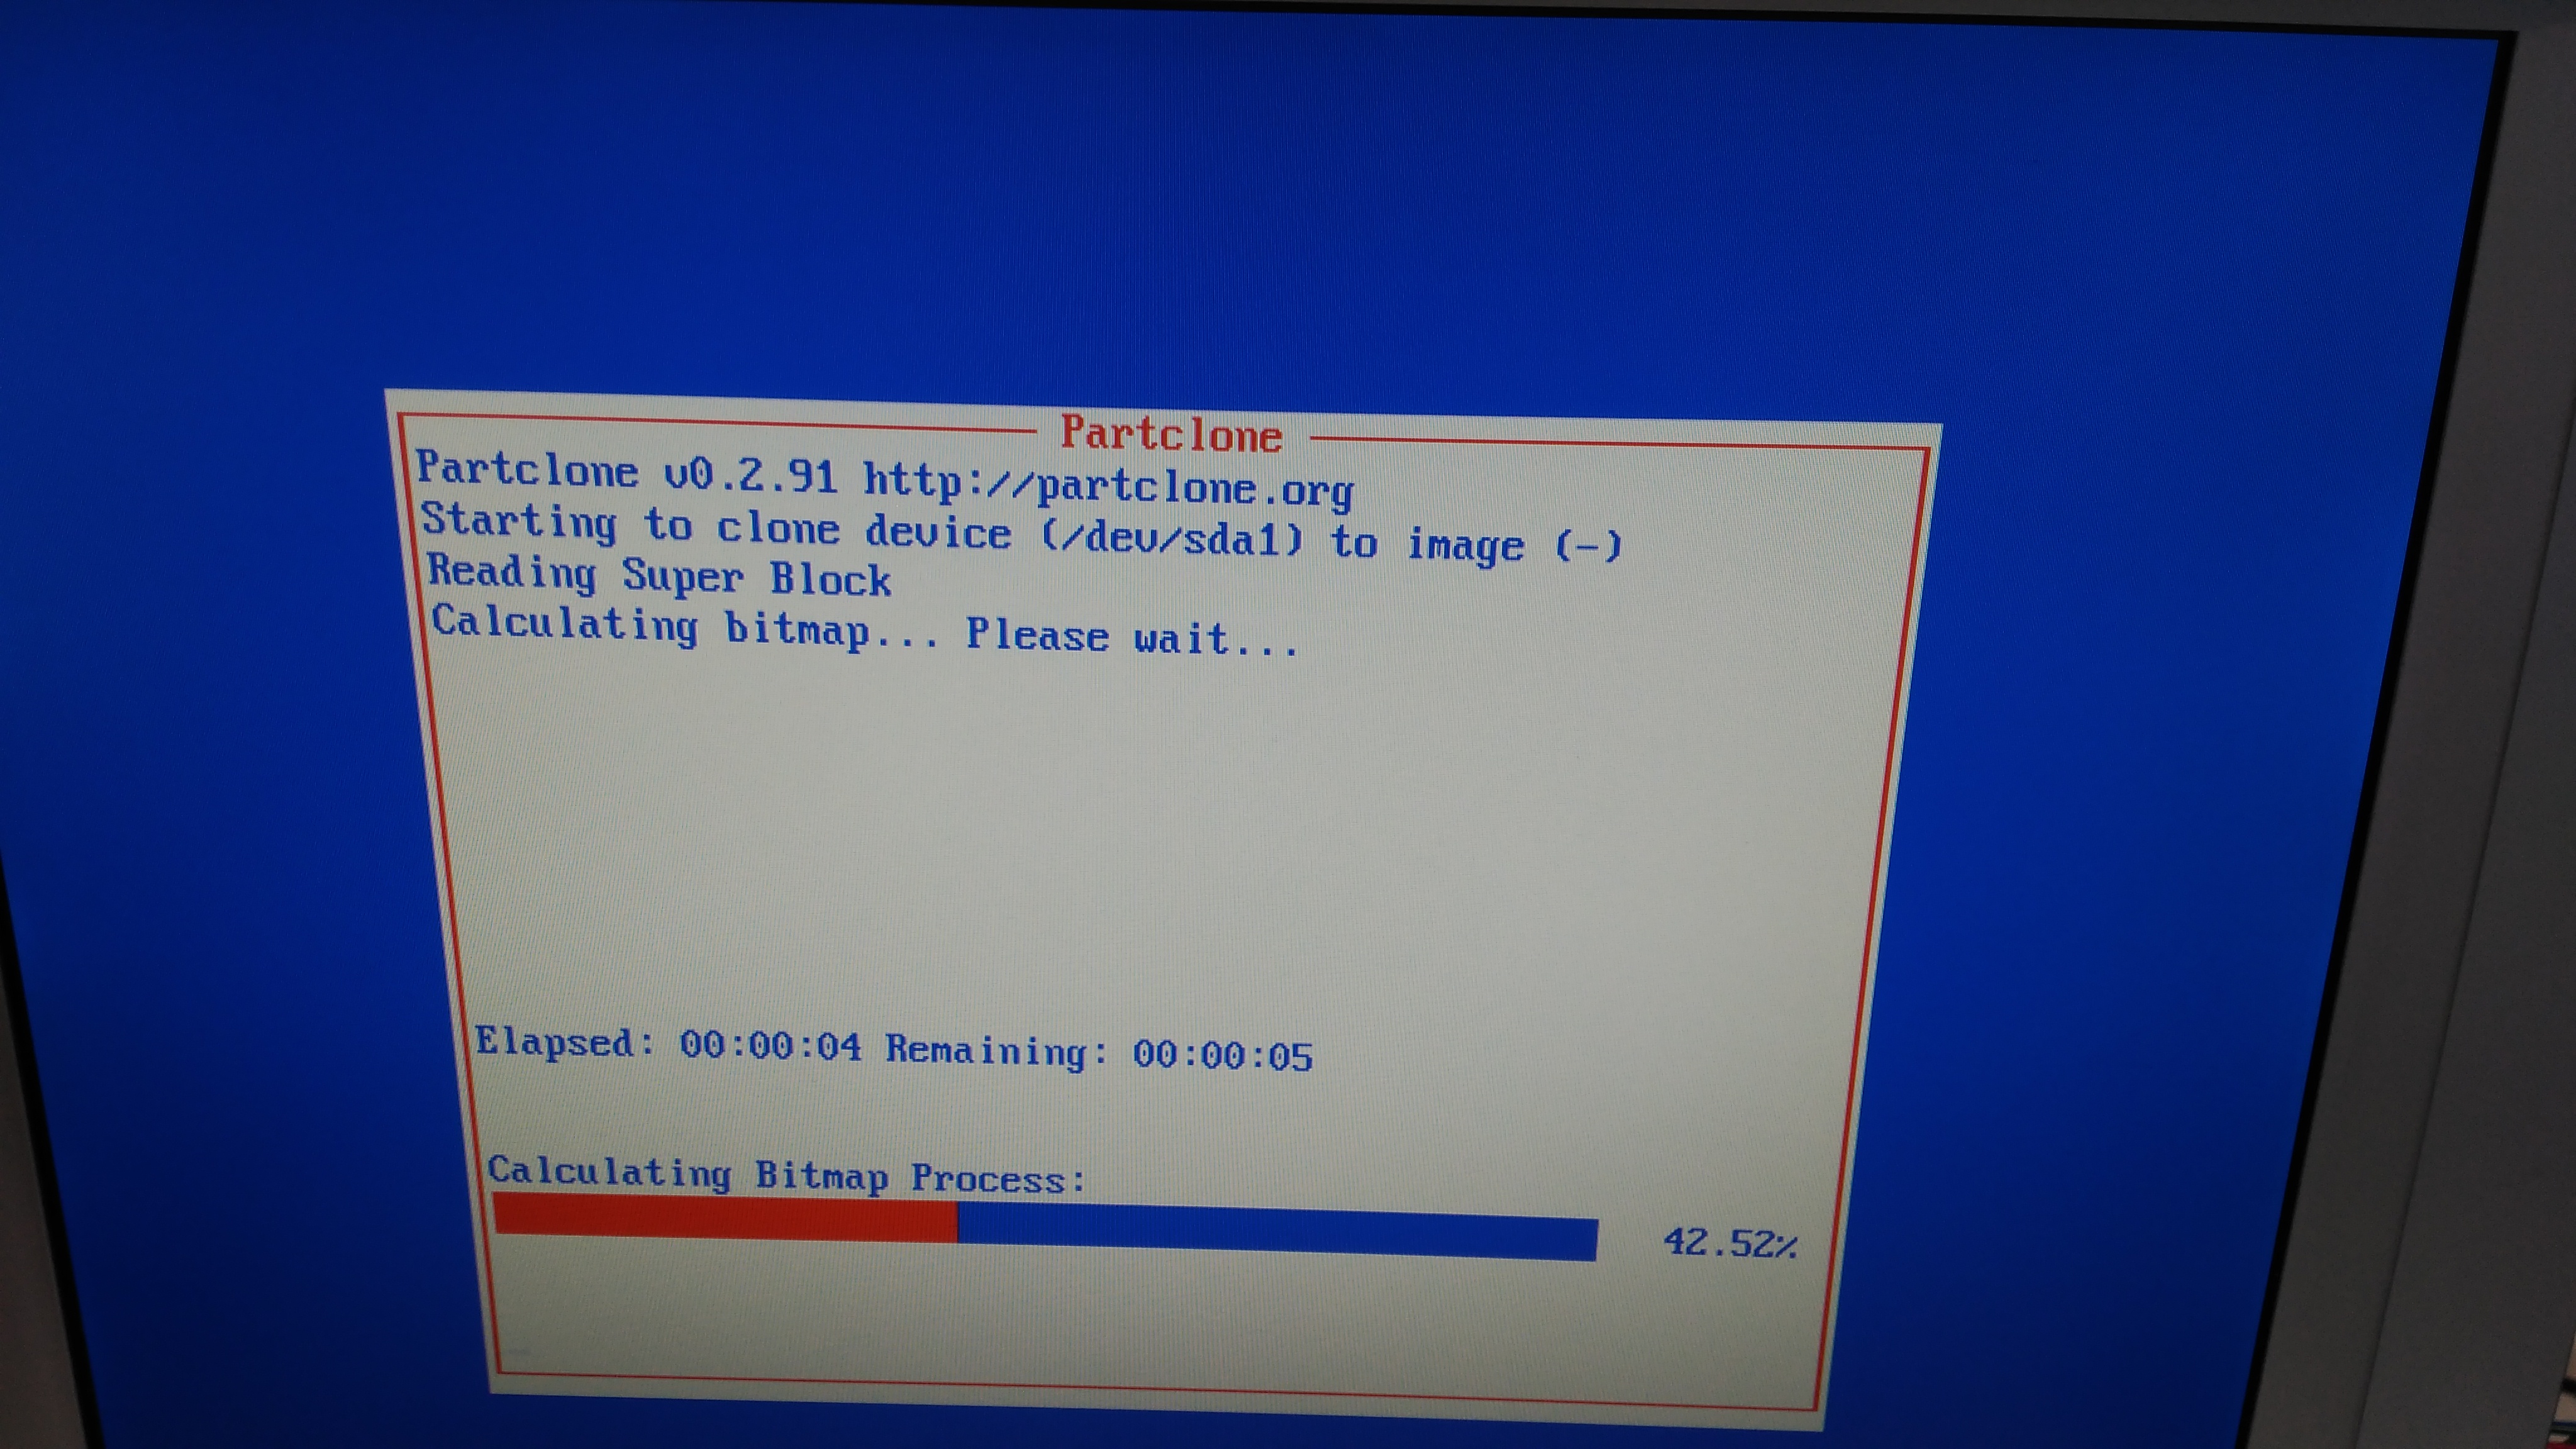 Partclone
Partclone v0.2.91 http://partclone.org
Starting to clone device (/dev/sda1) to image (-)
Reading Super Block
Calculating bitmap... Please wait...
Elapsed: 00:00:04 Remaining: 00:00:05
Calculating Bitmap Process:
42.52%